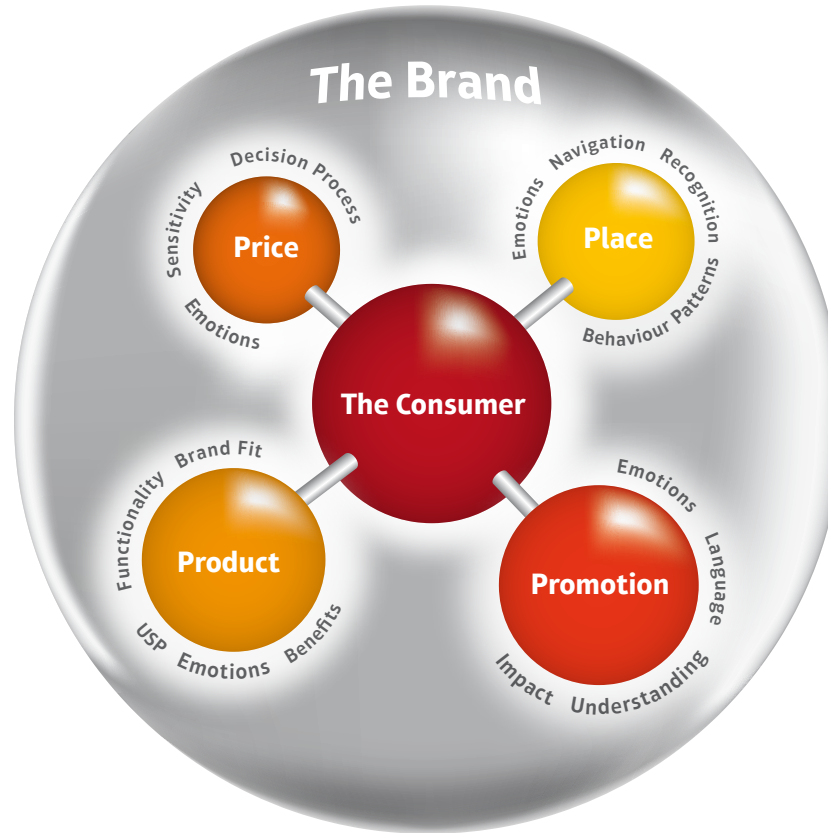 The Brand
Decision Process
Sensitivity
Price
Emotions
Navigation
Recognition
Emotions
Place
Behaviour Patterns
The Consumer
Brand Fit
Functionality
Product
USP
Emotions
Benefits
Emotions
Language
Promotion
Impact
Understanding